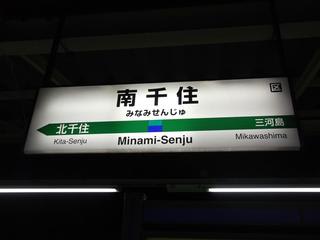 南千住
区
みなみせんじゅ
北千住
三河島
Kita-Senju
Minami-Senju
Mikawashima